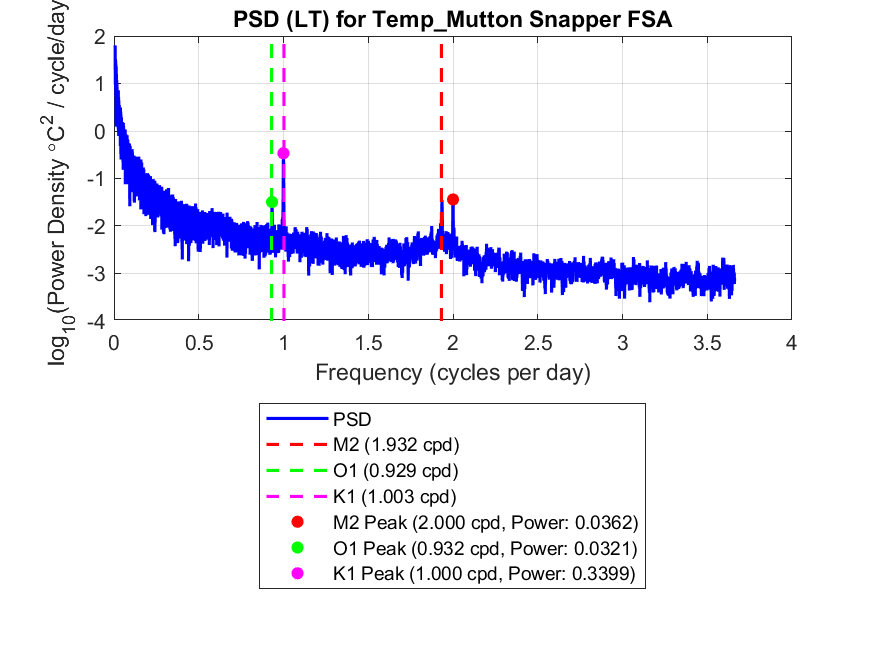 PSD (LT) for Temp_Mutton Snapper FSA
log10(Power Density °C2 / cycle/day
2
1
0
-1
-2
-3
-4
0 0.5 1 1.5 2 2.5 3 3.5 4
Frequency (cycles per day)
PSD
M2 (1.932 cpd)
O1 (0.929 cpd)
K1 (1.003 cpd)
M2 Peak (2.000 cpd, Power: 0.0362)
O1 Peak (0.932 cpd, Power: 0.0321)
K1 Peak (1.000 cpd, Power: 0.3399)